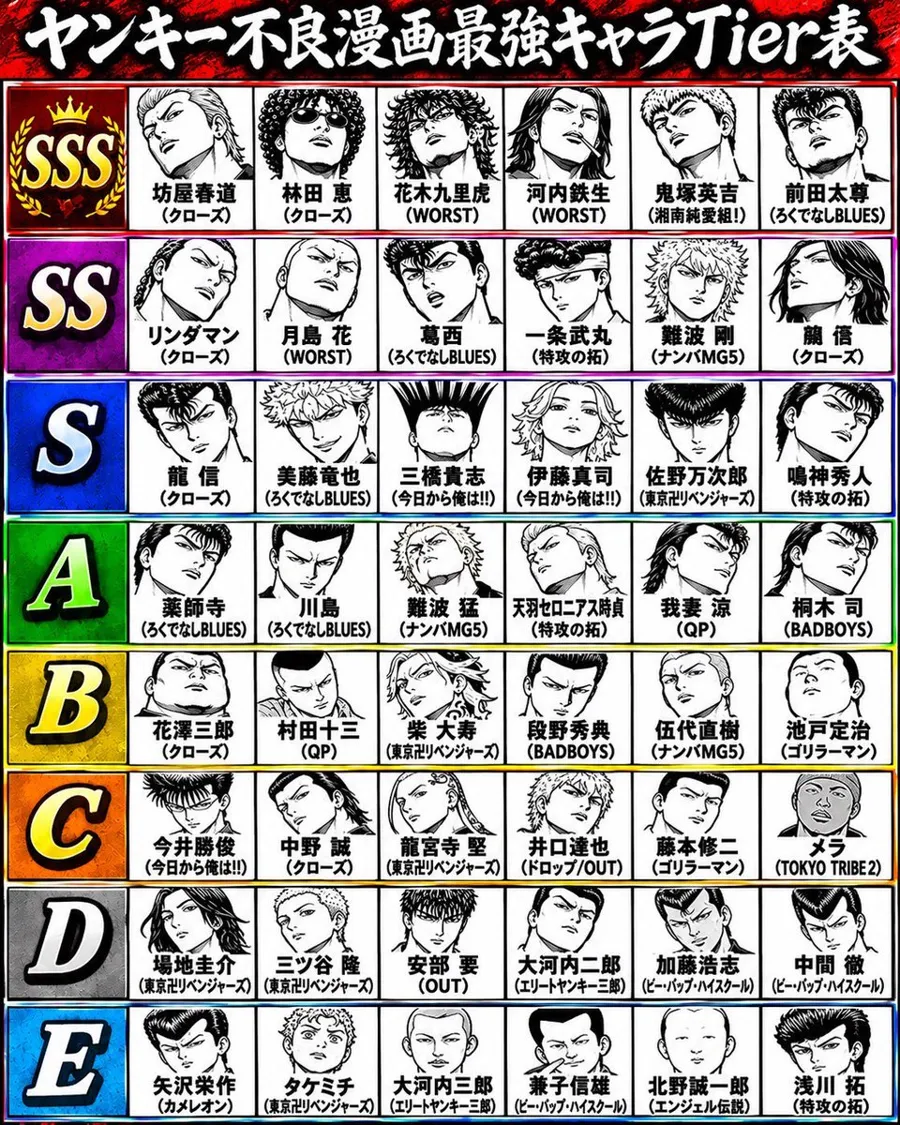 ヤンキー不良漫画最強キャラTier表
SSS
坊屋春道
(クローズ)
林田 恵
(クローズ)
花木九里虎
(WORST)
河内鉄生
(WORST)
鬼塚英吉
(湘南純愛組!)
前田太尊
(ろくでなしBLUES)
SS
リンダマン
(クローズ)
月島 花
(WORST)
葛西
(ろくでなしBLUES)
一条武丸
(特攻の拓)
難波 剛
(ナンバMG5)
(クローズ)
S
龍 信
(クローズ)
美藤竜也
(ろくでなしBLUES)
三橋貴志
(今日から俺は!!)
伊藤真司
(今日から俺は!!)
佐野万次郎
(東京卍リベンジャーズ)
鳴神秀人
(特攻の拓)
A
薬師寺
(ろくでなしBLUES)
川島
(ろくでなしBLUES)
難波 猛
(ナンバMG5)
天羽セロニアス時貞
(特攻の拓)
我妻 涼
(QP)
桐木 司
(BADBOYS)
B
花澤三郎
(クローズ)
村田十三
(QP)
柴 大寿
(東京卍リベンジャーズ)
段野秀典
(BADBOYS)
伍代直樹
(ナンバMG5)
池戸定治
(ゴリラーマン)
C
今井勝俊
(今日から俺は!!)
中野 誠
(クローズ)
龍宮寺 堅
(東京卍リベンジャーズ)
井口達也
(ドロップ/OUT)
藤本修二
(ゴリラーマン)
メラ
(TOKYO TRIBE2)
D
場地圭介
(東京卍リベンジャーズ)
三ツ谷 隆
(東京卍リベンジャーズ)
安部 要
(OUT)
大河内二郎
(エリートヤンキー三郎)
加藤浩志
(ビー・バップ・ハイスクール)
中間 徹
(ビー・バップ・ハイスクール)
E
矢沢栄作
(カメレオン)
タケミチ
(東京卍リベンジャーズ)
大河内三郎
(エリートヤンキー三郎)
兼子信雄
(ビー・バップ・ハイスクール)
北野誠一郎
(エンジェル伝説)
浅川 拓
(特攻の拓)